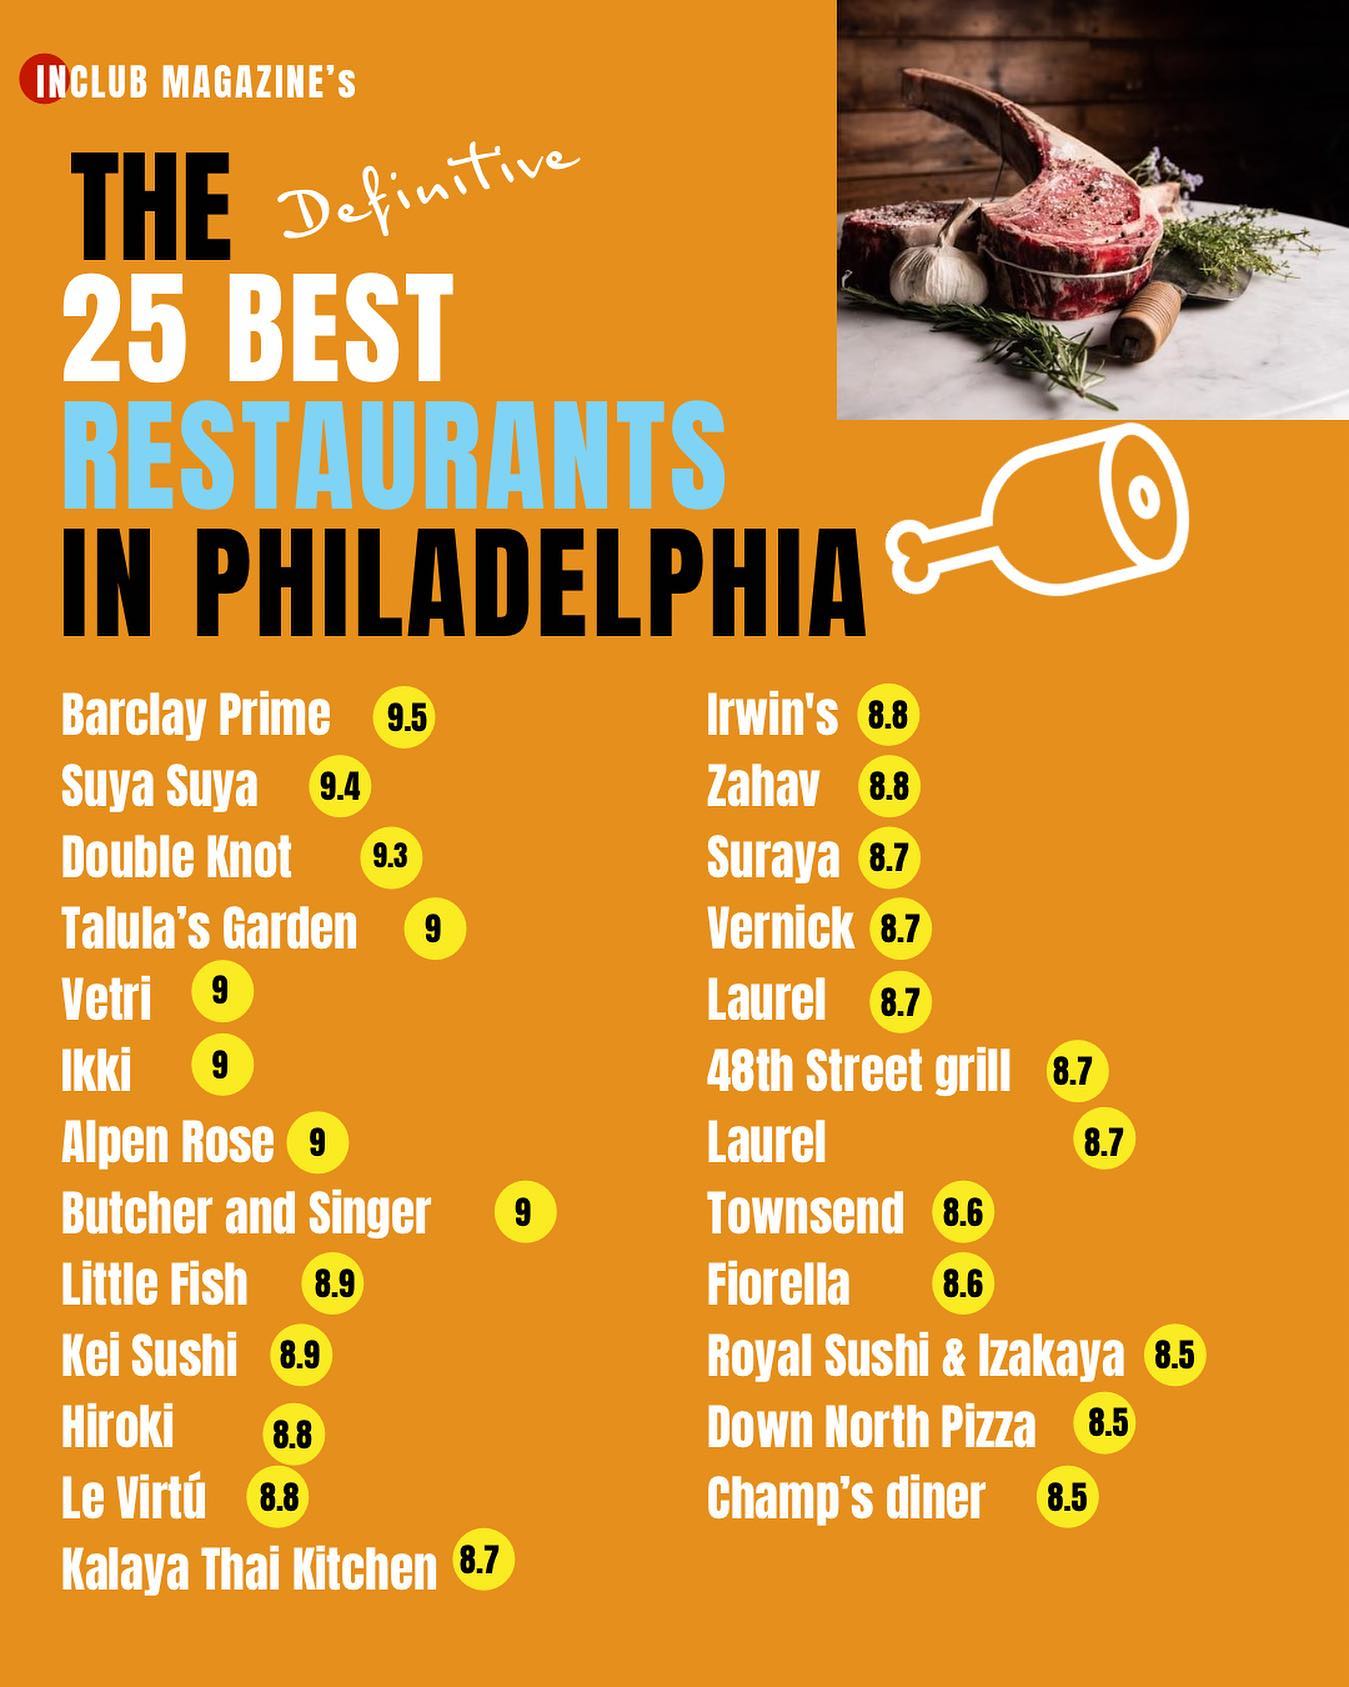 INCLUB MAGAZINE's
THE Definitive
25 BEST
RESTAURANTS
IN PHILADELPHIA
Barclay Prime 9.5
Suya Suya 9.4
Double Knot 9.3
Talula’s Garden 9
Vetri 9
Ikki 9
Alpen Rose 9
Butcher and Singer 9
Little Fish 8.9
Kei Sushi 8.9
Hiroki 8.8
Le Virtú 8.8
Kalaya Thai Kitchen 8.7
Irwin's 8.8
Zahav 8.8
Suraya 8.7
Vernick 8.7
Laurel 8.7
48th Street grill 8.7
Laurel 8.7
Townsend 8.6
Fiorella 8.6
Royal Sushi & Izakaya 8.5
Down North Pizza 8.5
Champ’s diner 8.5